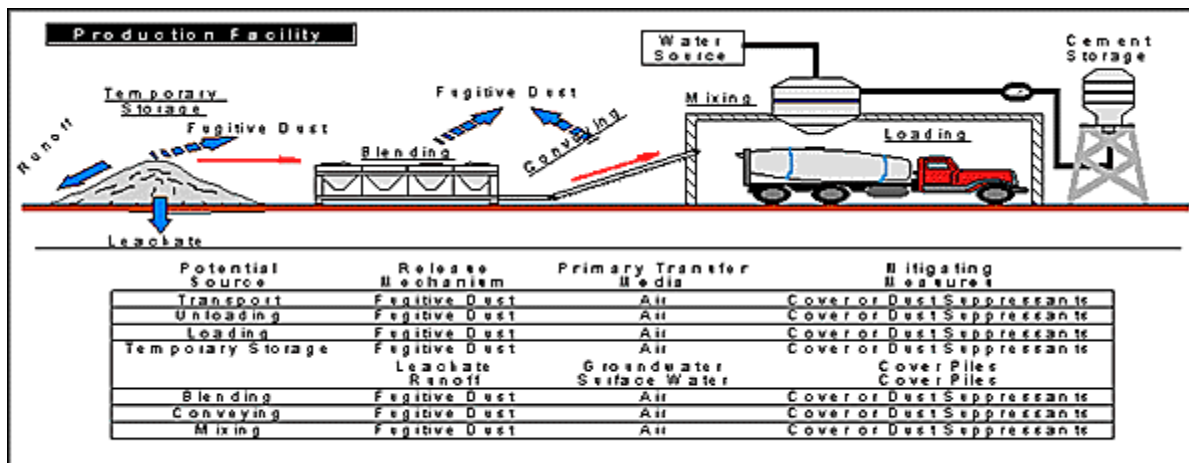 Production Facility
Water
Source
Cement
Storage
Temporary
Storage
Fugitive Dust
Mixing
Runoff
Fugitive Dust
Conveying
Loading
Blending
Leachate
Potential
Source
Release
Mechanism
Primary Transfer
Media
Mitigating
Measures
Transport Fugitive Dust Air Cover or Dust Suppressants
Unloading Fugitive Dust Air Cover or Dust Suppressants
Loading Fugitive Dust Air Cover or Dust Suppressants
Temporary Storage Fugitive Dust Air Cover or Dust Suppressants
Leachate Groundwater Cover Piles
Runoff Surface Water Cover Piles
Blending Fugitive Dust Air Cover or Dust Suppressants
Conveying Fugitive Dust Air Cover or Dust Suppressants
Mixing Fugitive Dust Air Cover or Dust Suppressants